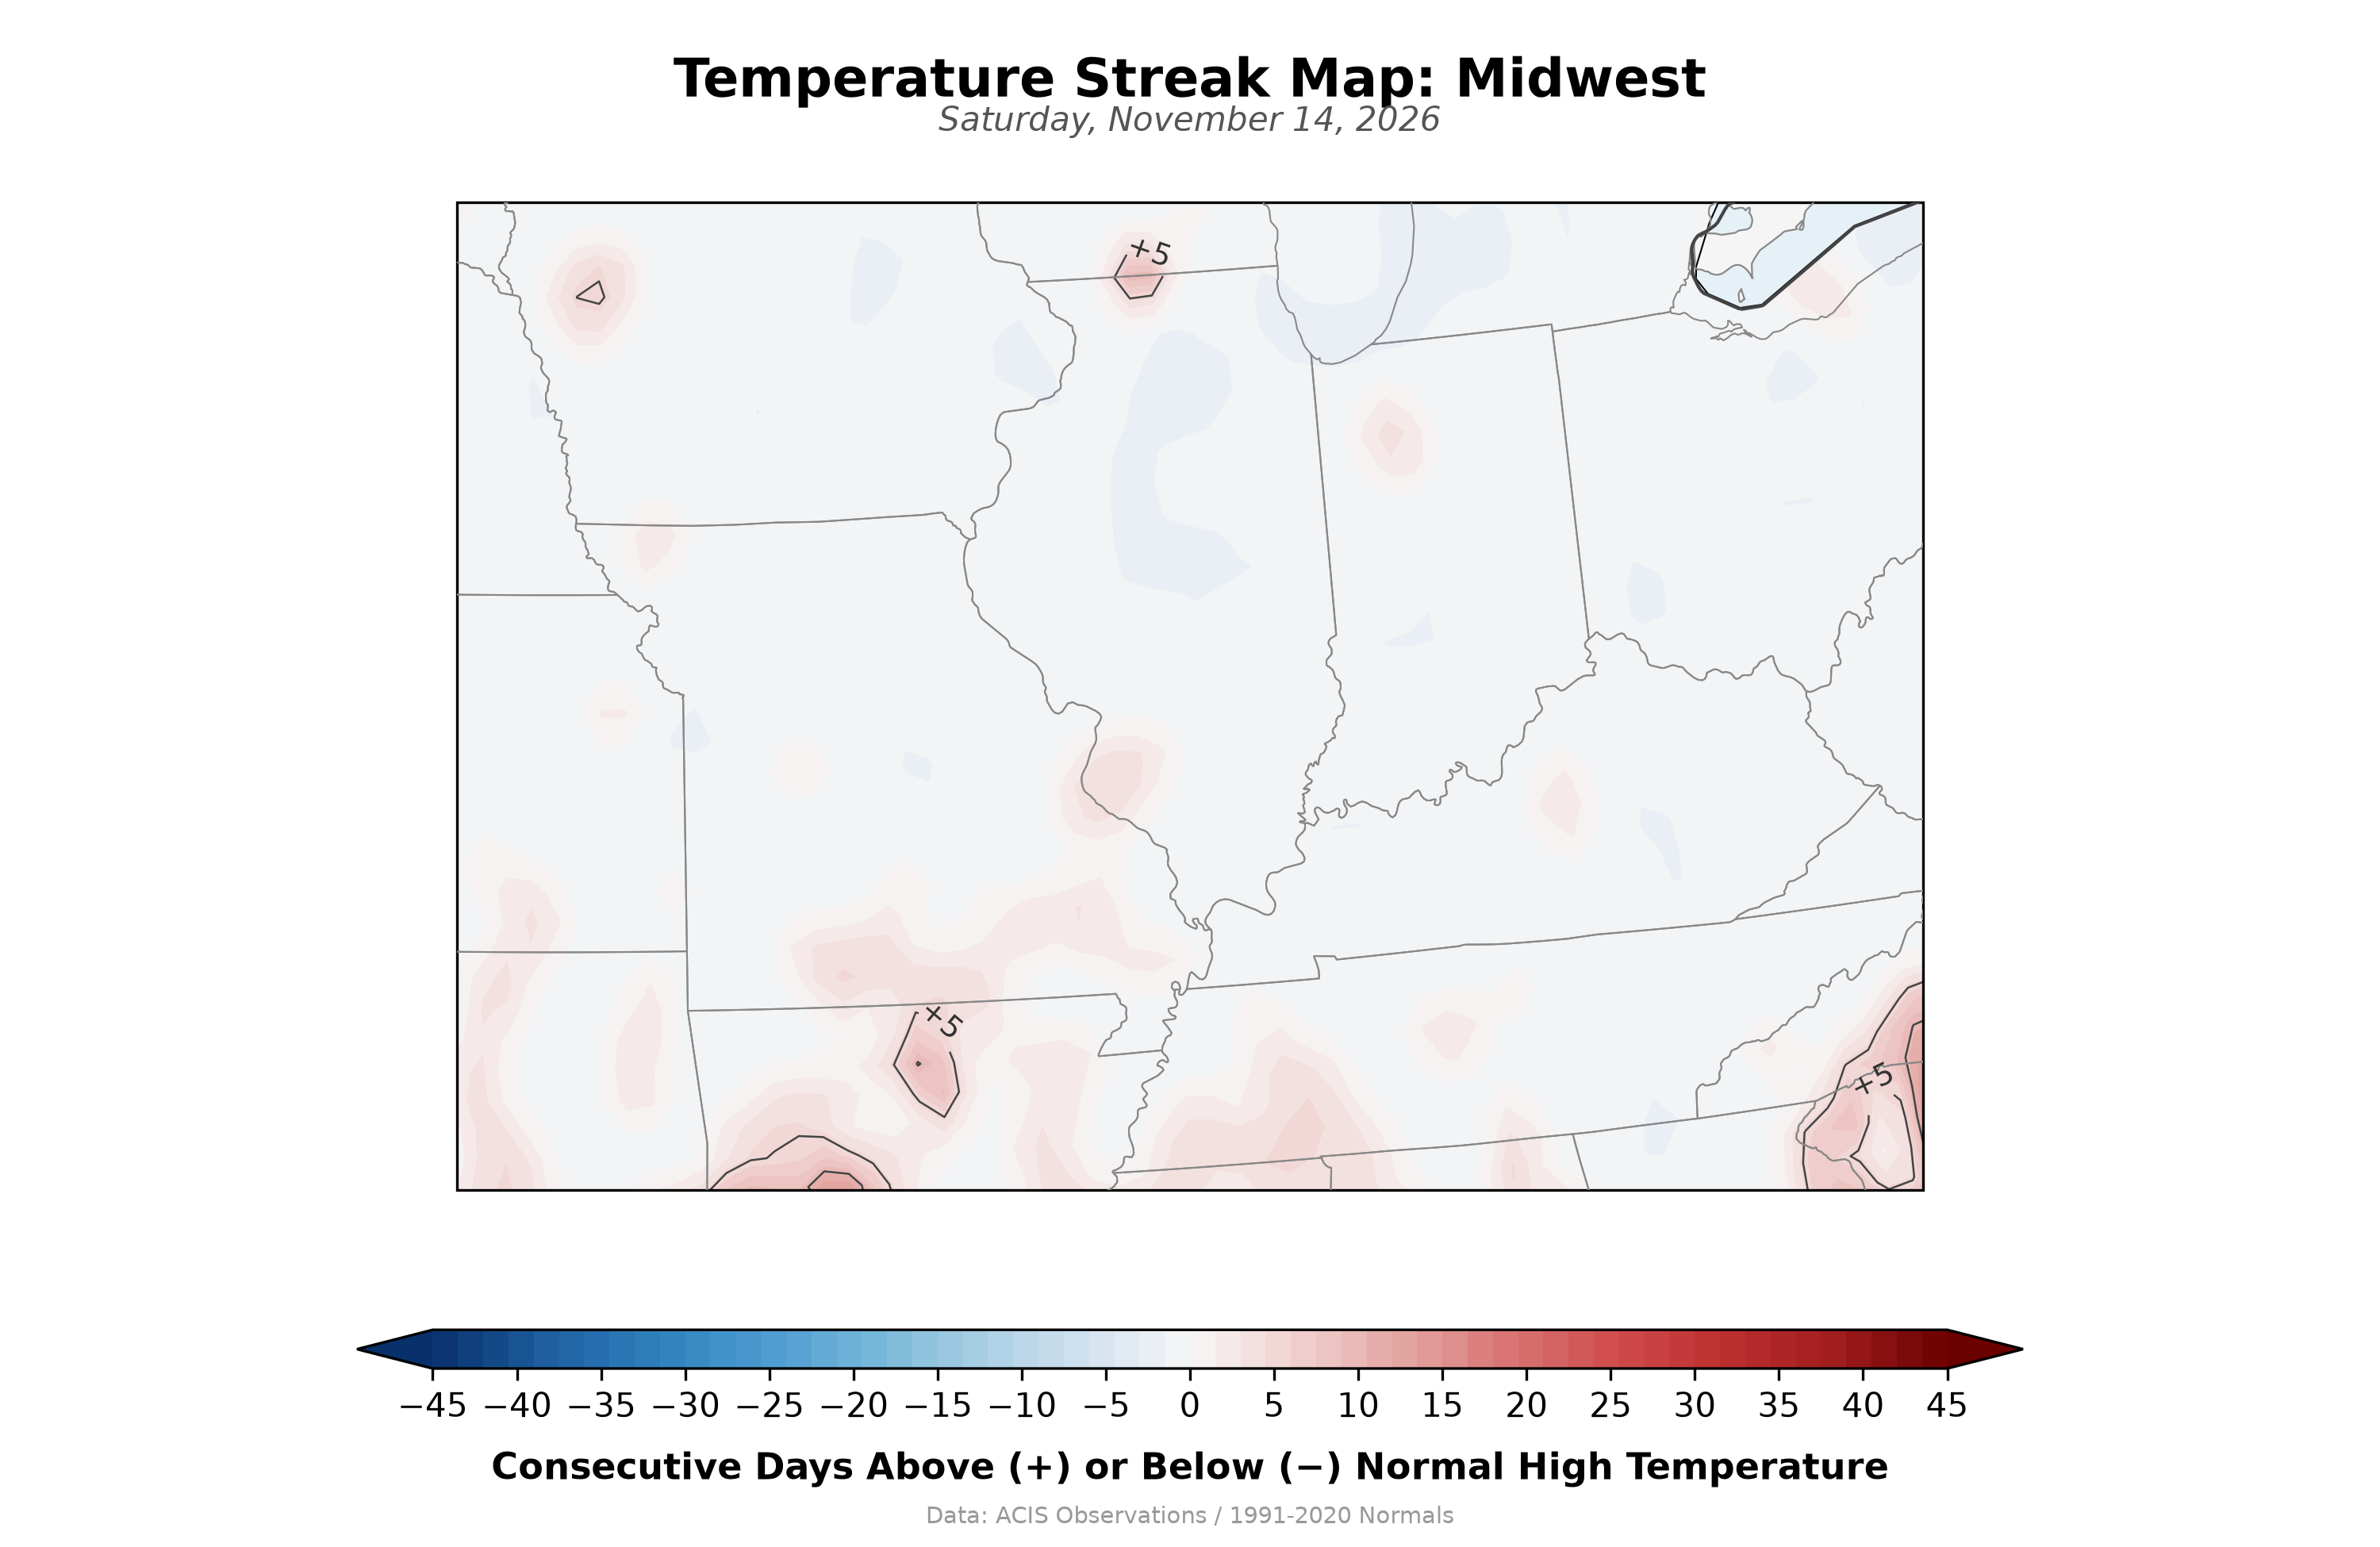 Temperature Streak Map: Midwest
Saturday, November 14, 2026
+5
+5
+5
−45 −40 −35 −30 −25 −20 −15 −10 −5 0 5 10 15 20 25 30 35 40 45
Consecutive Days Above (+) or Below (−) Normal High Temperature
Data: ACIS Observations / 1991-2020 Normals